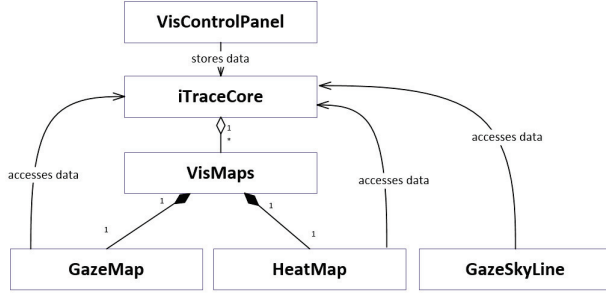 VisControlPanel
stores data
iTraceCore
1
*
accesses data
accesses data
accesses data
VisMaps
1
1
1
1
GazeMap
HeatMap
GazeSkyLine